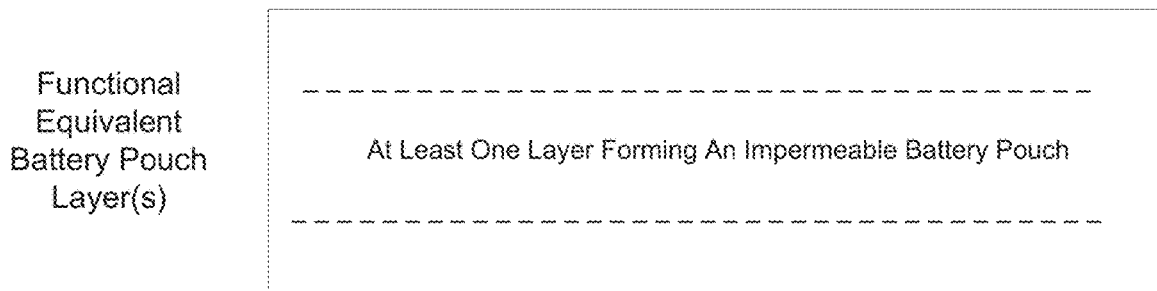 Functional
Equivalent
Battery Pouch
Layer(s)
At Least One Layer Forming An Impermeable Battery Pouch